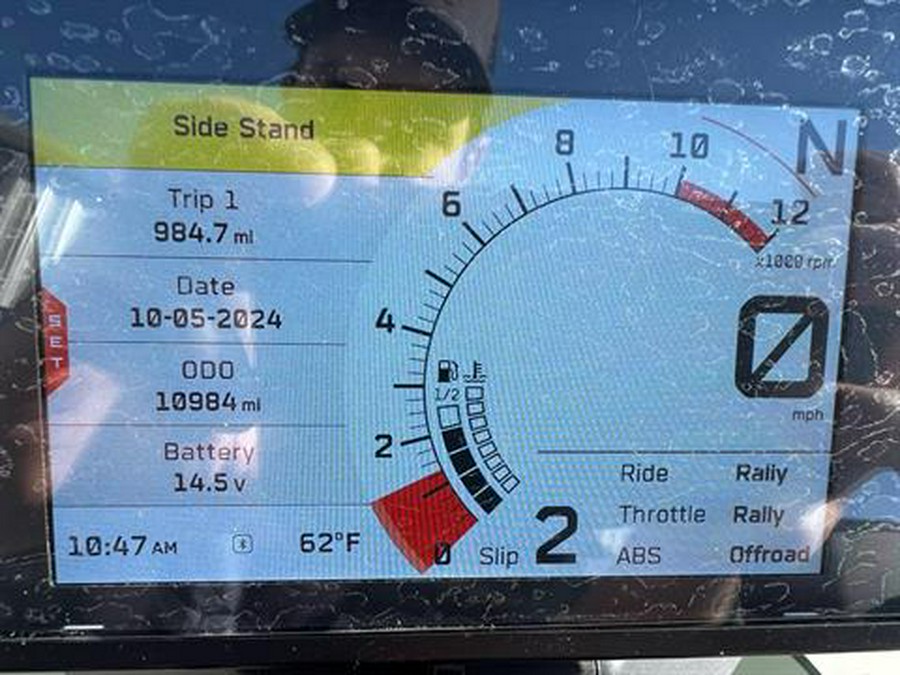 Side Stand
Trip 1
984.7 mi
Date
10-05-2024
SET
ODO
10984 mi
Battery
14.5 V
10:47 AM
62°F
0
2
4
6
8
10
12
x1000 rpm
N
1/2
0
mph
Slip 2
Ride Rally
Throttle Rally
ABS Offroad